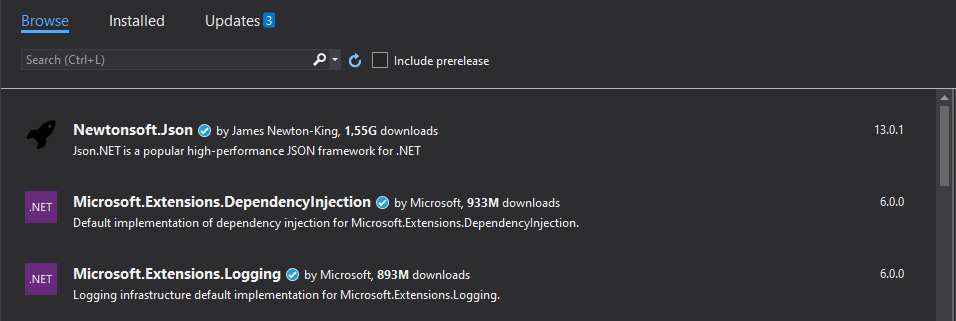 Browse Installed Updates 3
Search (Ctrl+L) Include prerelease
Newtonsoft.Json by James Newton-King, 1,55G downloads 13.0.1
Json.NET is a popular high-performance JSON framework for .NET
.NET Microsoft.Extensions.DependencyInjection by Microsoft, 933M downloads 6.0.0
Default implementation of dependency injection for Microsoft.Extensions.DependencyInjection.
.NET Microsoft.Extensions.Logging by Microsoft, 893M downloads 6.0.0
Logging infrastructure default implementation for Microsoft.Extensions.Logging.